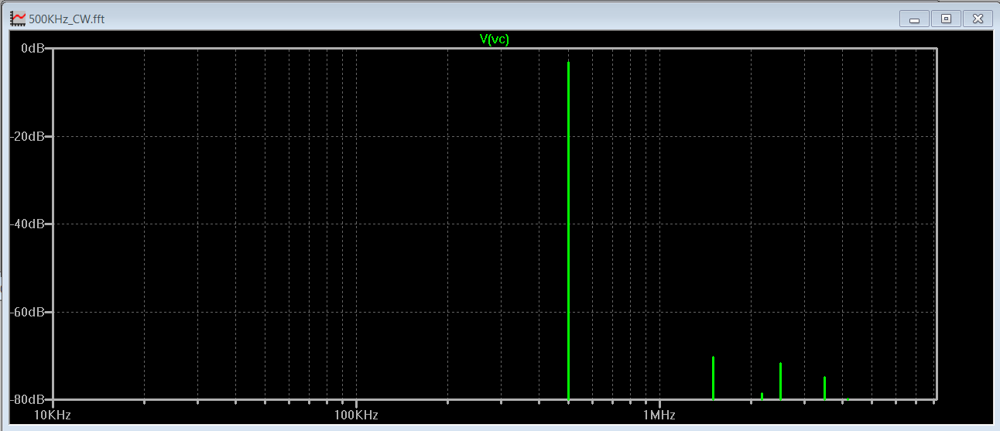 500KHz_CW.fft
V(vc)
0dB
-20dB
-40dB
-60dB
-80dB
10KHz 100KHz 1MHz